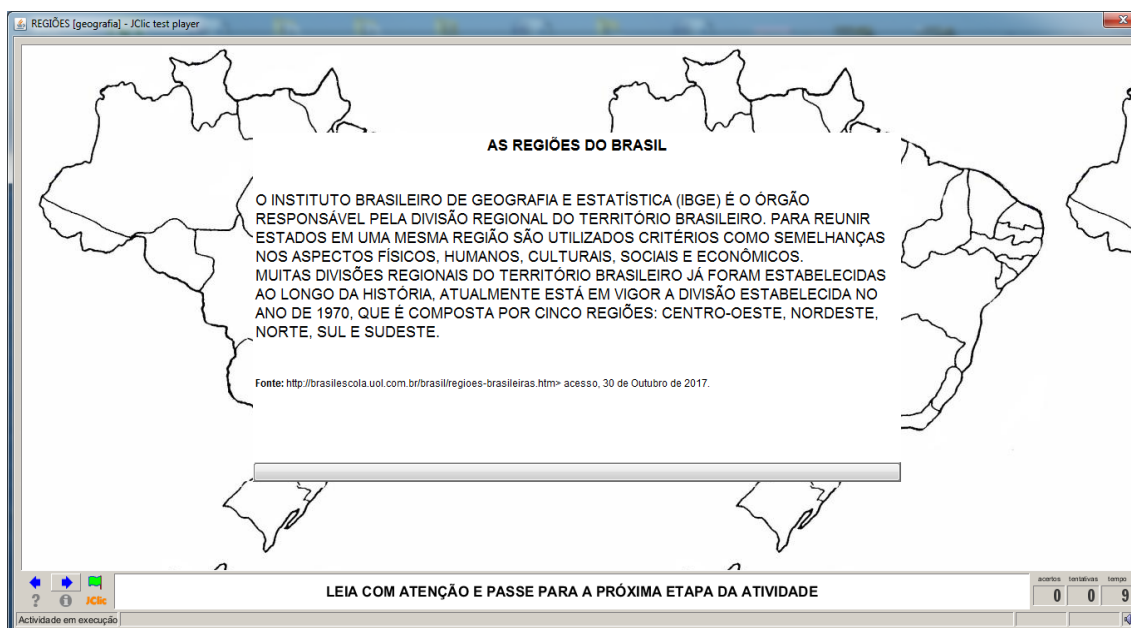 REGIÕES [geografia] - JClic test player
AS REGIÕES DO BRASIL
O INSTITUTO BRASILEIRO DE GEOGRAFIA E ESTATÍSTICA (IBGE) É O ÓRGÃO
RESPONSÁVEL PELA DIVISÃO REGIONAL DO TERRITÓRIO BRASILEIRO. PARA REUNIR
ESTADOS EM UMA MESMA REGIÃO SÃO UTILIZADOS CRITÉRIOS COMO SEMELHANÇAS
NOS ASPECTOS FÍSICOS, HUMANOS, CULTURAIS, SOCIAIS E ECONÔMICOS.
MUITAS DIVISÕES REGIONAIS DO TERRITÓRIO BRASILEIRO JÁ FORAM ESTABELECIDAS
AO LONGO DA HISTÓRIA, ATUALMENTE ESTÁ EM VIGOR A DIVISÃO ESTABELECIDA NO
ANO DE 1970, QUE É COMPOSTA POR CINCO REGIÕES: CENTRO-OESTE, NORDESTE,
NORTE, SUL E SUDESTE.
Fonte: http://brasilescola.uol.com.br/brasil/regioes-brasileiras.htm> acesso, 30 de Outubro de 2017.
LEIA COM ATENÇÃO E PASSE PARA A PRÓXIMA ETAPA DA ATIVIDADE
acertos tentativas tempo
0 0 9
JClic
Actividade em execução